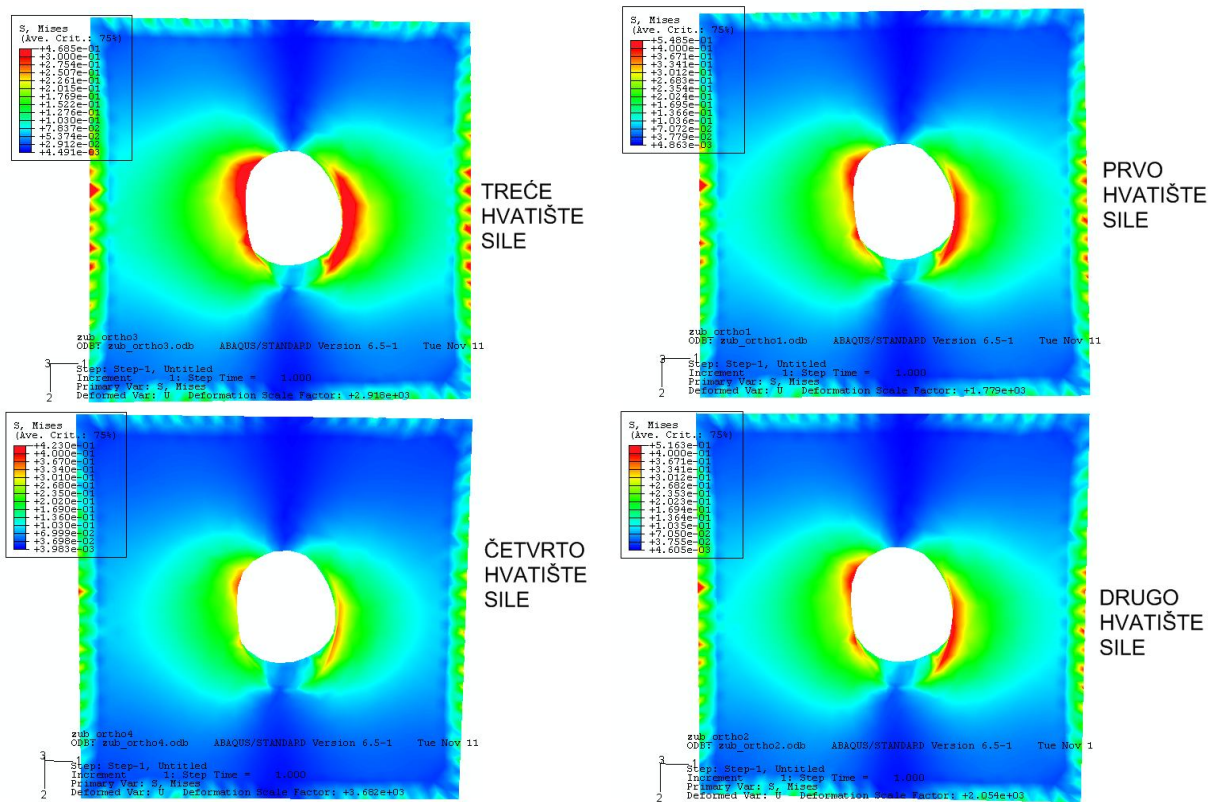 S, Mises
(Ave. Crit.: 75%)
+4.685e-01
+3.000e-01
+2.754e-01
+2.507e-01
+2.261e-01
+2.015e-01
+1.769e-01
+1.522e-01
+1.276e-01
+1.030e-01
+7.837e-02
+5.374e-02
+2.912e-02
+4.491e-03
TREĆE
HVATIŠTE
SILE
zub_ortho3
ODB: zub_ortho3.odb ABAQUS/STANDARD Version 6.5-1 Tue Nov 11
3 1
2
Step: Step-1, Untitled
Increment 1: Step Time = 1.000
Primary Var: S, Mises
Deformed Var: U Deformation Scale Factor: +2.918e+03
S, Mises
(Ave. Crit.: 75%)
+5.485e-01
+4.000e-01
+3.671e-01
+3.341e-01
+3.012e-01
+2.683e-01
+2.354e-01
+2.024e-01
+1.695e-01
+1.366e-01
+1.036e-01
+7.072e-02
+3.779e-02
+4.863e-03
PRVO
HVATIŠTE
SILE
zub_ortho1
ODB: zub_ortho1.odb ABAQUS/STANDARD Version 6.5-1 Tue Nov 11
3 1
2
Step: Step-1, Untitled
Increment 1: Step Time = 1.000
Primary Var: S, Mises
Deformed Var: U Deformation Scale Factor: +1.779e+03
S, Mises
(Ave. Crit.: 75%)
+4.230e-01
+4.000e-01
+3.670e-01
+3.340e-01
+3.010e-01
+2.680e-01
+2.350e-01
+2.020e-01
+1.690e-01
+1.360e-01
+1.030e-01
+6.999e-02
+3.698e-02
+3.983e-03
ČETVRTO
HVATIŠTE
SILE
zub_ortho4
ODB: zub_ortho4.odb ABAQUS/STANDARD Version 6.5-1 Tue Nov 11
3 1
2
Step: Step-1, Untitled
Increment 1: Step Time = 1.000
Primary Var: S, Mises
Deformed Var: U Deformation Scale Factor: +3.682e+03
S, Mises
(Ave. Crit.: 75%)
+5.163e-01
+4.000e-01
+3.671e-01
+3.341e-01
+3.012e-01
+2.682e-01
+2.353e-01
+2.023e-01
+1.694e-01
+1.364e-01
+1.035e-01
+7.050e-02
+3.755e-02
+4.605e-03
DRUGO
HVATIŠTE
SILE
zub_ortho2
ODB: zub_ortho2.odb ABAQUS/STANDARD Version 6.5-1 Tue Nov 1
3 1
2
Step: Step-1, Untitled
Increment 1: Step Time = 1.000
Primary Var: S, Mises
Deformed Var: U Deformation Scale Factor: +2.054e+03